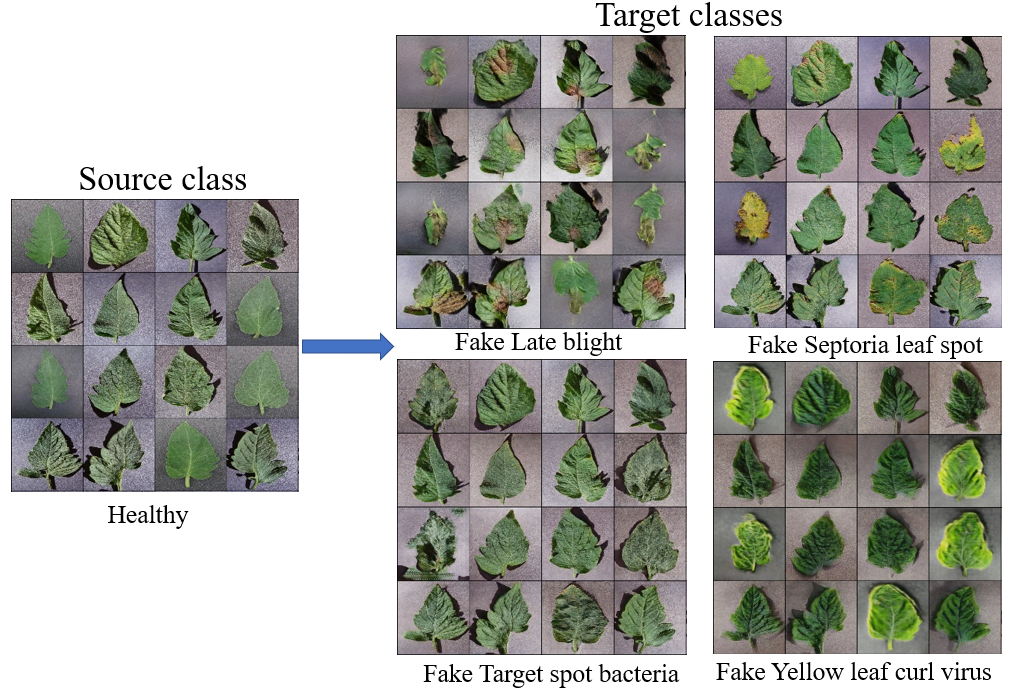 Target classes
Source class
Healthy
Fake Late blight
Fake Septoria leaf spot
Fake Target spot bacteria
Fake Yellow leaf curl virus